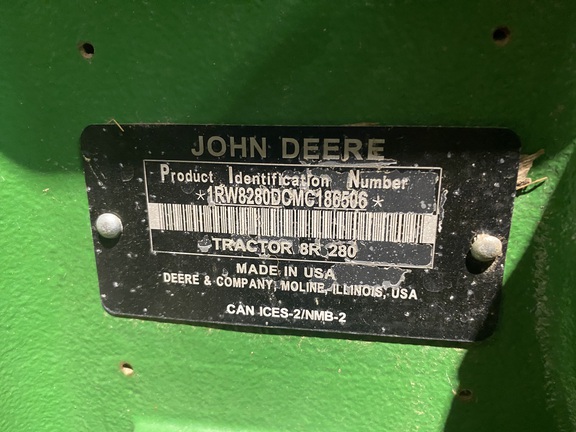 JOHN DEERE
Product Identification Number
*1RW8280DCMC186506*
TRACTOR 8R 280
MADE IN USA
DEERE & COMPANY, MOLINE, ILLINOIS, USA
CAN ICES-2/NMB-2